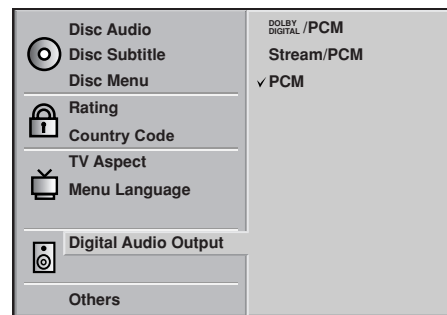 Disc Audio
Disc Subtitle
Disc Menu
Rating
Country Code
TV Aspect
Menu Language
Digital Audio Output
Others
DOLBY DIGITAL /PCM
Stream/PCM
✓ PCM